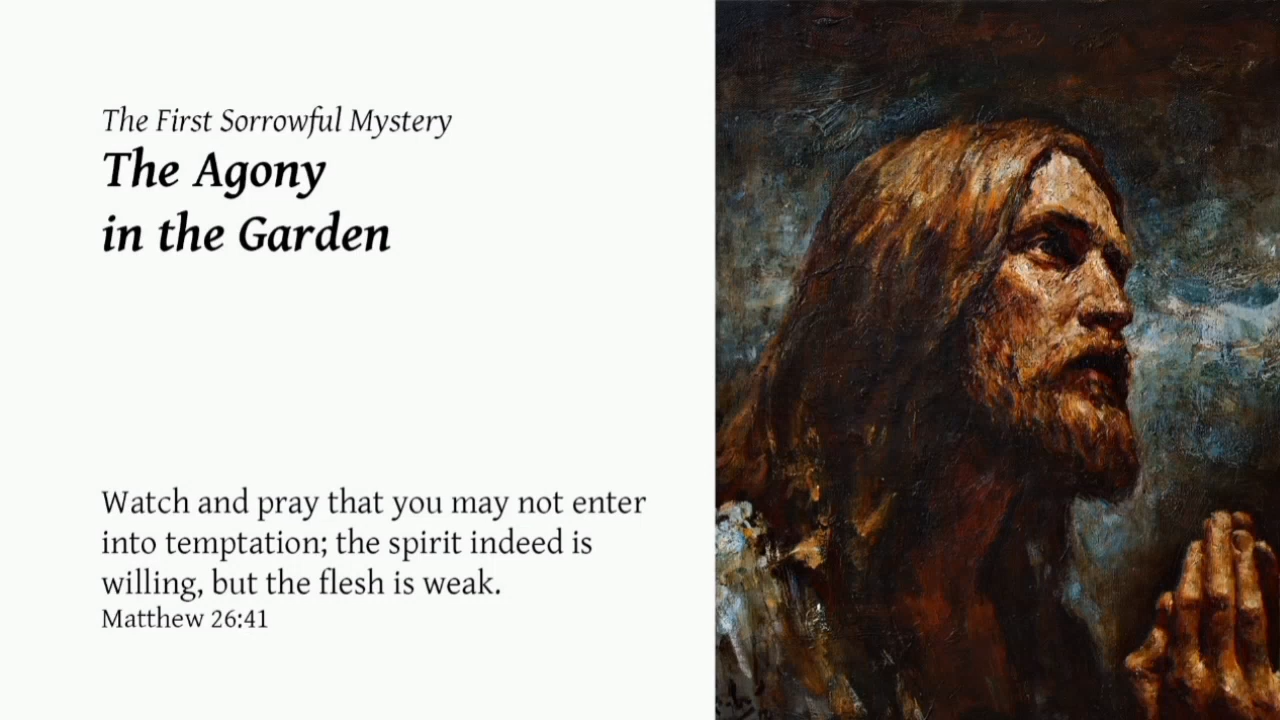 The First Sorrowful Mystery
The Agony
in the Garden
Watch and pray that you may not enter
into temptation; the spirit indeed is
willing, but the flesh is weak.
Matthew 26:41